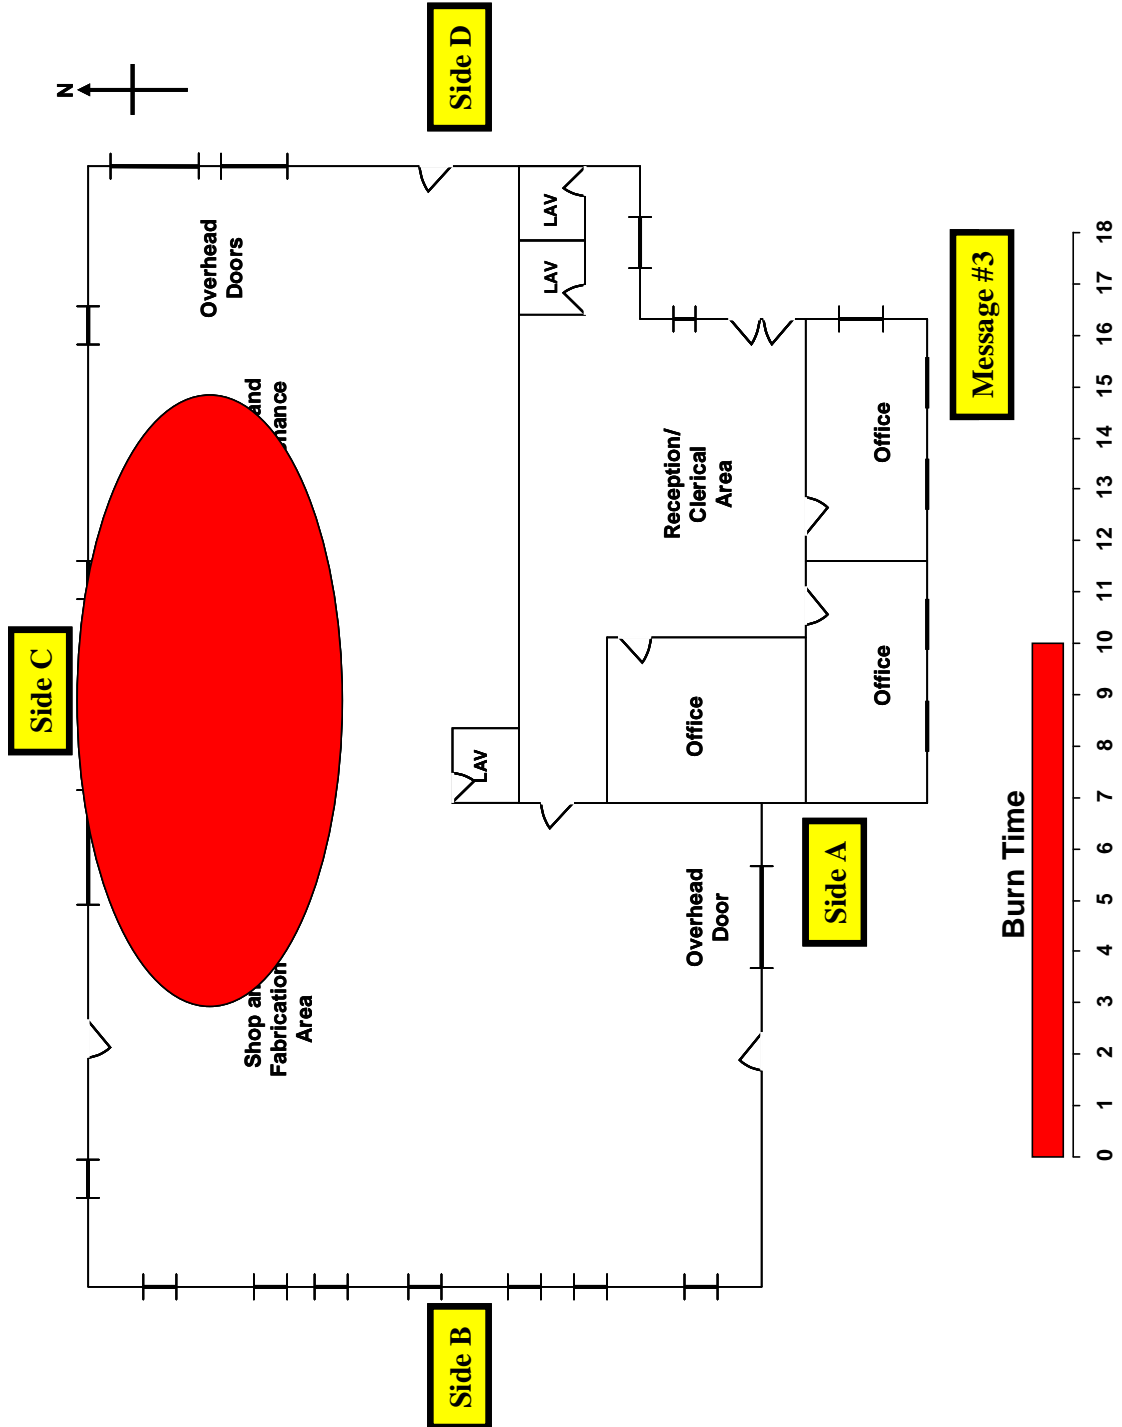 Side C
N
Overhead
Doors
Shop
Fabrication
Area
and
Side B
Side D
LAV
LAV
LAV
Reception/
Clerical
Area
Office
Overhead
Door
Side A
Office
Office
Message #3
Burn Time
0 1 2 3 4 5 6 7 8 9 10 11 12 13 14 15 16 17 18